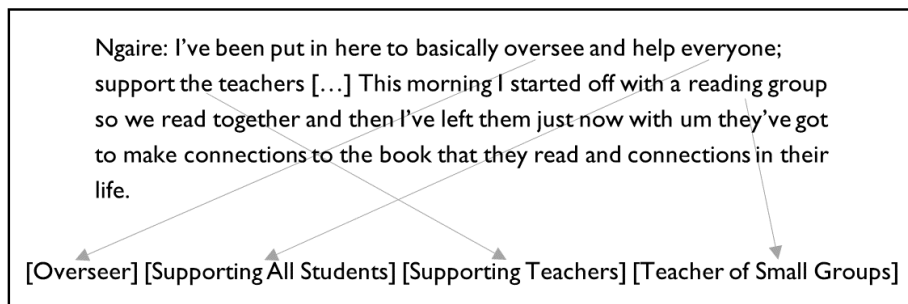 Ngaire: I've been put in here to basically oversee and help everyone;
support the teachers […] This morning I started off with a reading group
so we read together and then I've left them just now with um they've got
to make connections to the book that they read and connections in their
life.
[Overseer] [Supporting All Students] [Supporting Teachers] [Teacher of Small Groups]